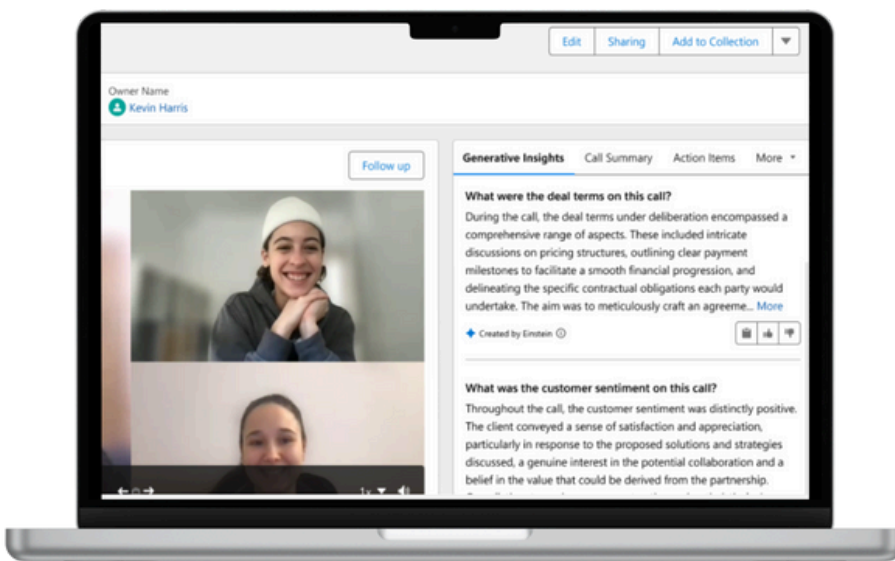 Edit Sharing Add to Collection
Owner Name
Kevin Harris
Follow up
Generative Insights Call Summary Action Items More
What were the deal terms on this call?
During the call, the deal terms under deliberation encompassed a
comprehensive range of aspects. These included intricate
discussions on pricing structures, outlining clear payment
milestones to facilitate a smooth financial progression, and
delineating the specific contractual obligations each party would
undertake. The aim was to meticulously craft an agreeme... More
Created by Einstein
What was the customer sentiment on this call?
Throughout the call, the customer sentiment was distinctly positive.
The client conveyed a sense of satisfaction and appreciation,
particularly in response to the proposed solutions and strategies
discussed, a genuine interest in the potential collaboration and a
belief in the value that could be derived from the partnership.
1x